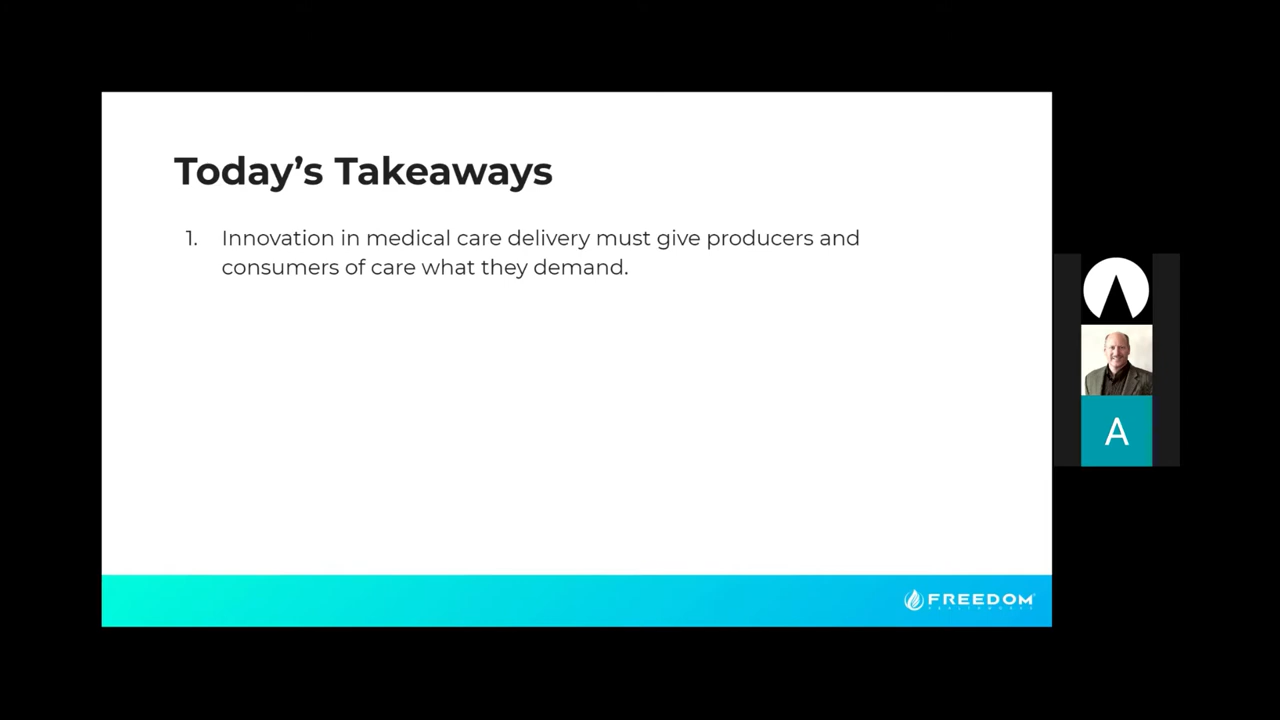 Today’s Takeaways
1. Innovation in medical care delivery must give producers and
consumers of care what they demand.
A
FREEDOM
HEALTHWORKS